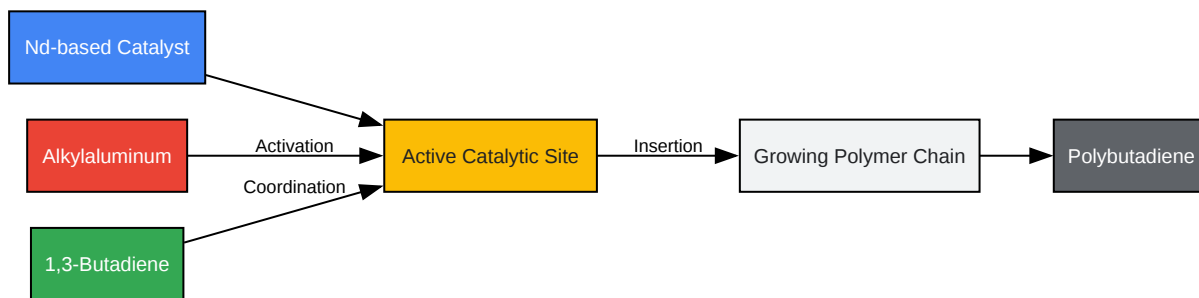 Nd-based Catalyst
Alkylaluminum
Activation
Active Catalytic Site
Insertion
Growing Polymer Chain
Polybutadiene
Coordination
1,3-Butadiene